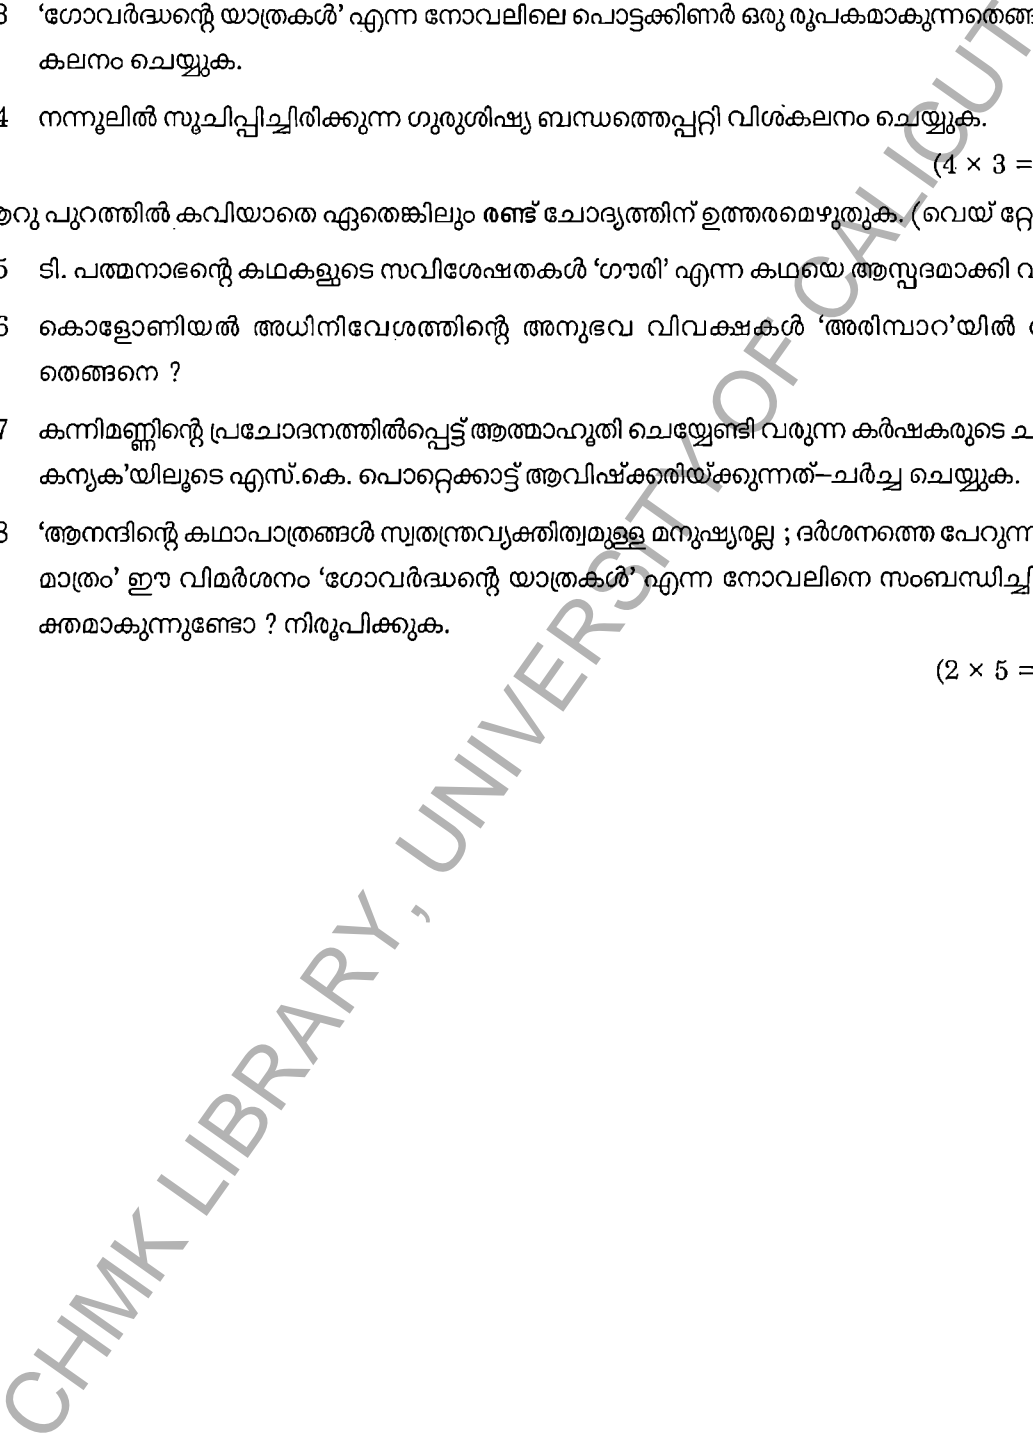 3 ‘ഗോവർദ്ധന്റെ യാത്രകൾ’ എന്ന നോവലിലെ പൊട്ടക്കിണർ ഒരു രൂപകമാകുന്നതെങ്ങ
കലനം ചെയ്യുക.
4 നന്നൂലിൽ സൂചിപ്പിച്ചിരിക്കുന്ന ഗുരുശിഷ്യ ബന്ധത്തെപ്പറ്റി വിശകലനം ചെയ്യുക.
(4 × 3 =
ആറു പുറത്തിൽ കവിയാതെ ഏതെങ്കിലും രണ്ട് ചോദ്യത്തിന് ഉത്തരമെഴുതുക. (വെയ് റ്റേ
5 ടി. പത്മനാഭന്റെ കഥകളുടെ സവിശേഷതകൾ ‘ഗൗരി’ എന്ന കഥയെ ആസ്പദമാക്കി
6 കൊളോണിയൽ അധിനിവേശത്തിന്റെ അനുഭവ വിവക്ഷകൾ ‘അരിമ്പാറ’യിൽ
തെങ്ങനെ ?
7 കന്നിമണ്ണിന്റെ പ്രചോദനത്തിൽപ്പെട്ട് ആത്മാഹൂതി ചെയ്യേണ്ടി വരുന്ന കർഷകരുടെ ച
കന്യക’യിലൂടെ എസ്.കെ. പൊറ്റെക്കാട്ട് ആവിഷ്ക്കരിയ്ക്കുന്നത്–ചർച്ച ചെയ്യുക.
8 ‘ആനന്ദിന്റെ കഥാപാത്രങ്ങൾ സ്വതന്ത്രവ്യക്തിത്വമുള്ള മനുഷ്യരല്ല ; ദർശനത്തെ പേറുന്ന
മാത്രം’ ഈ വിമർശനം ‘ഗോവർദ്ധന്റെ യാത്രകൾ’ എന്ന നോവലിനെ സംബന്ധിച്ചി
ക്തമാകുന്നുണ്ടോ ? നിരൂപിക്കുക.
(2 × 5 =
CHMK LIBRARY, UNIVERSITY OF CALICUT